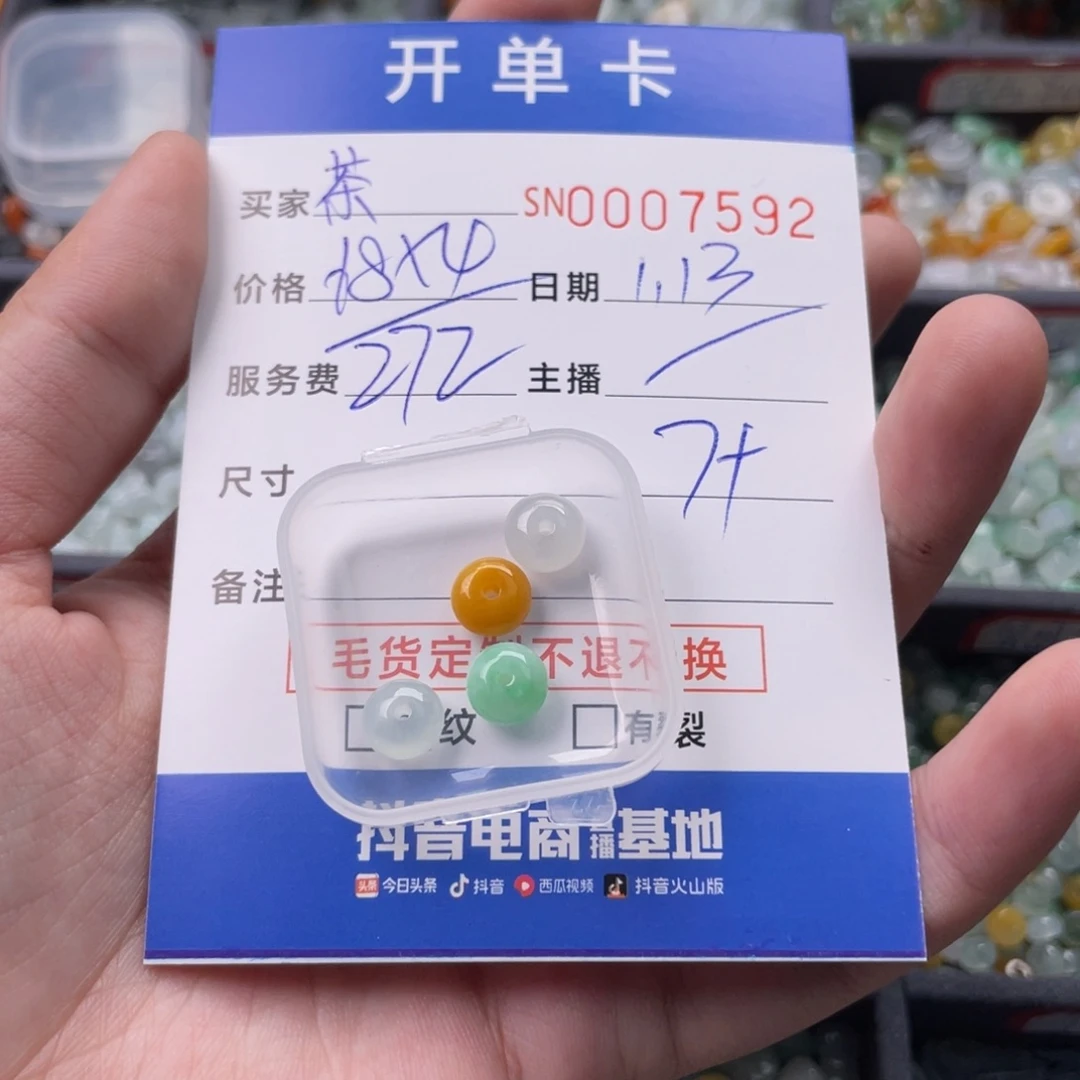 开单卡
买家 茶 SN0007592
价格 68X4 日期 1.13
服务费 272 主播
尺寸 7+
备注
毛货定制不退不换
纹 有 裂
抖音电商直播基地
头条 今日头条 抖音 西瓜视频 抖音火山版